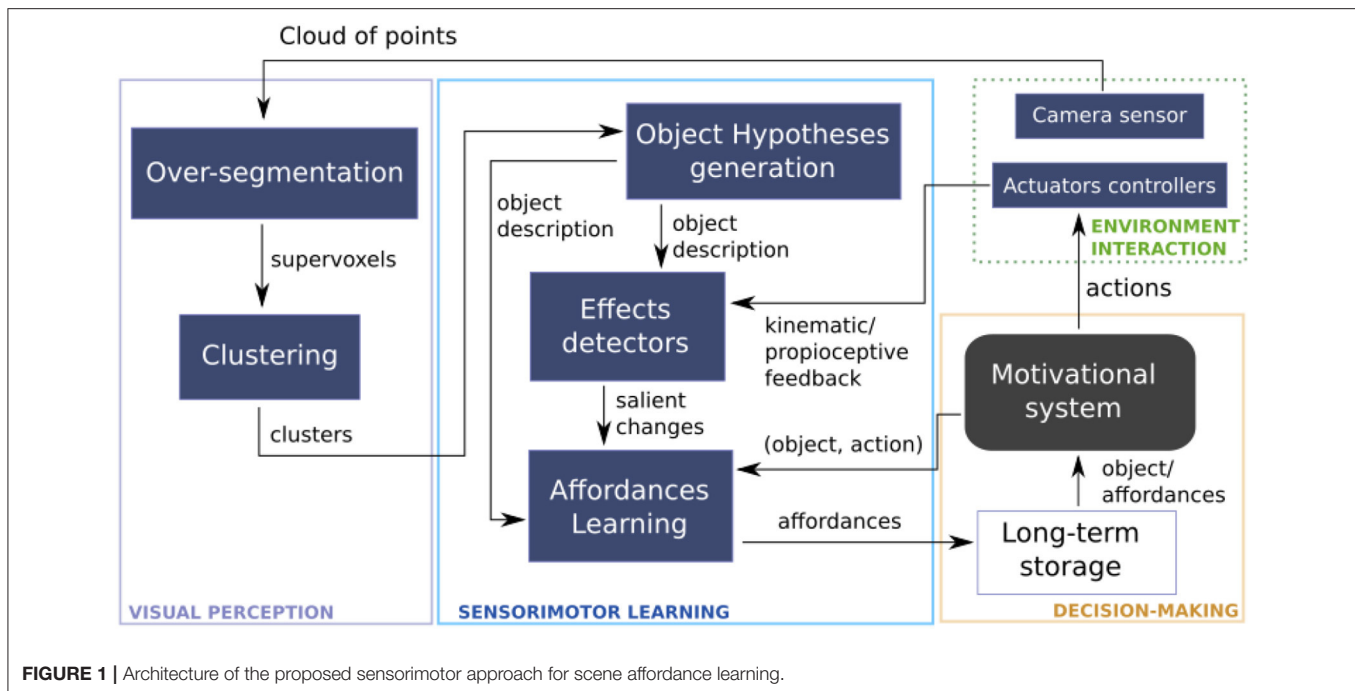 Cloud of points
Over-segmentation
supervoxels
Clustering
clusters
VISUAL PERCEPTION
Object Hypotheses
generation
object
description
object
description
Effects
detectors
kinematic/
propioceptive
feedback
salient
changes
(object, action)
Affordances
Learning
affordances
SENSORIMOTOR LEARNING
Camera sensor
Actuators controllers
ENVIRONMENT
INTERACTION
actions
Motivational
system
object/
affordances
Long-term
storage
DECISION-MAKING
FIGURE 1 | Architecture of the proposed sensorimotor approach for scene affordance learning.